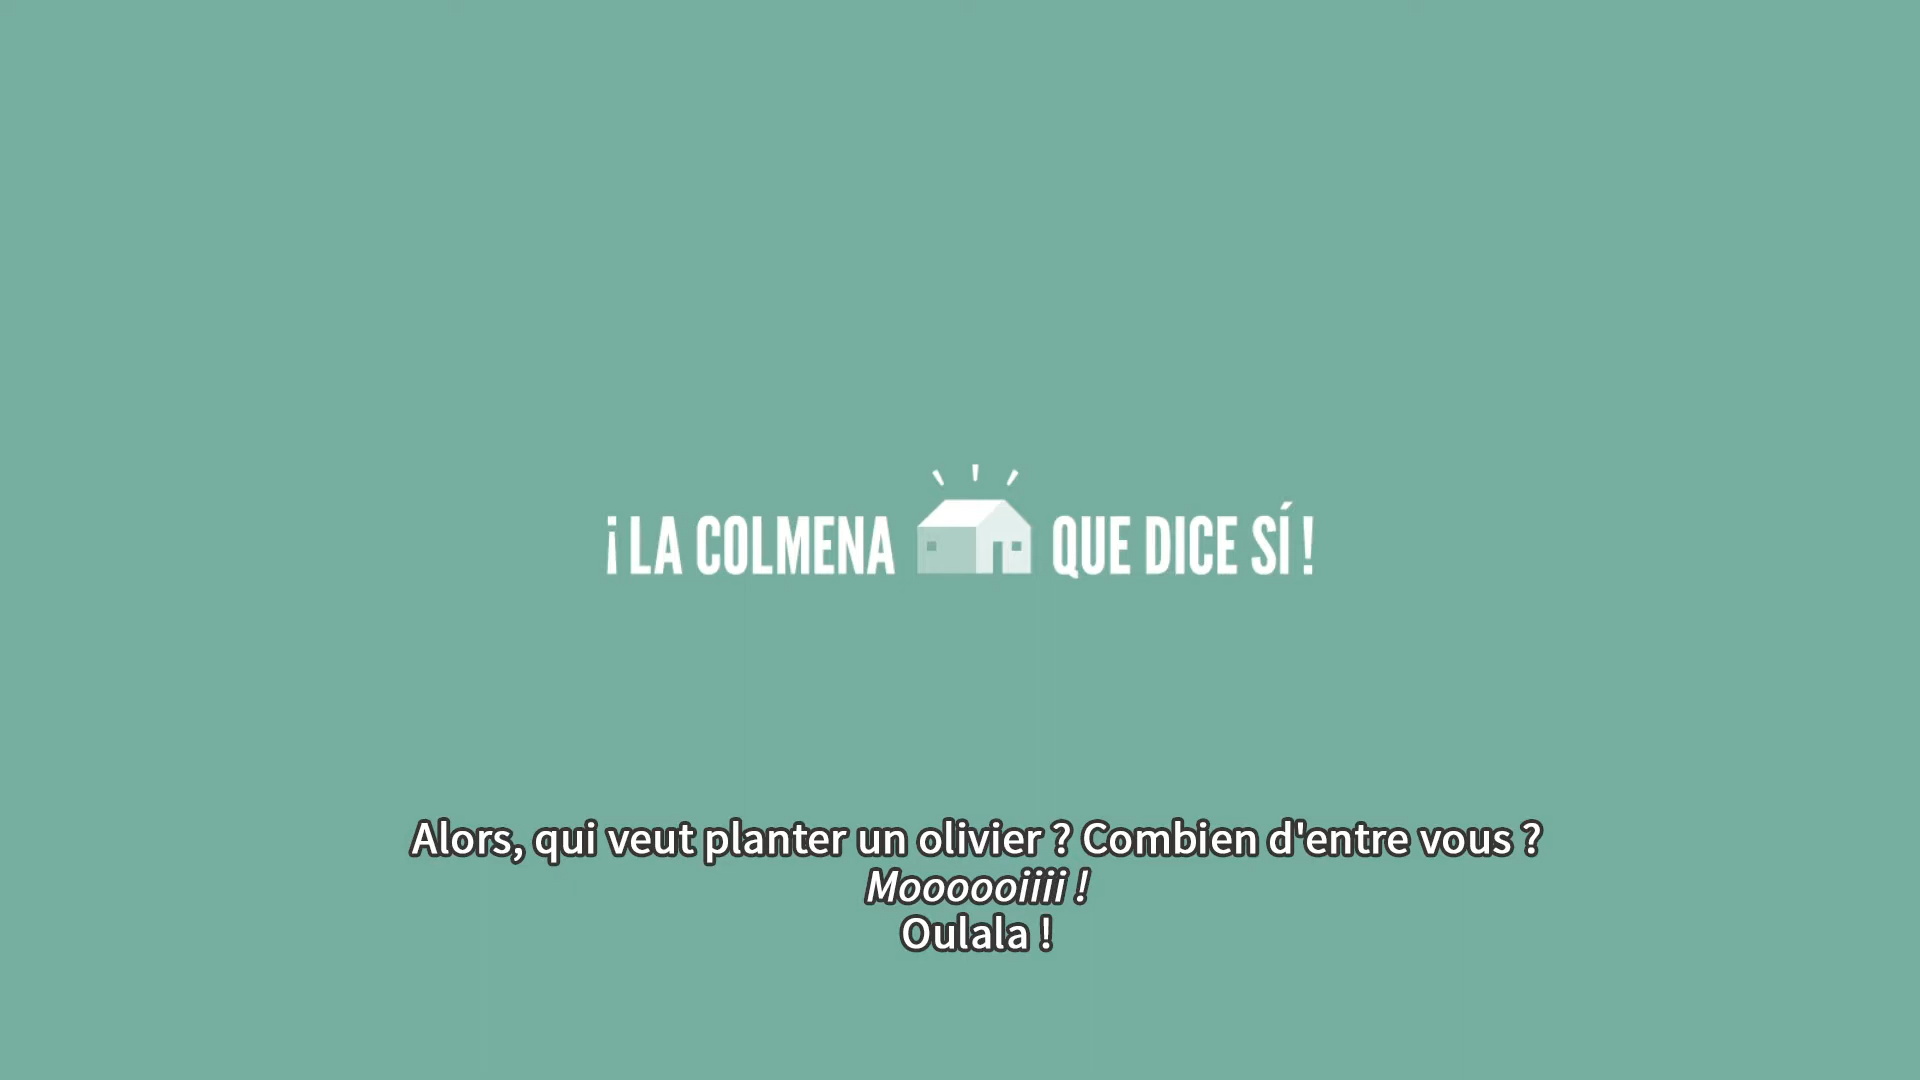 ¡LA COLMENA QUE DICE SÍ!
Alors, qui veut planter un olivier ? Combien d'entre vous ?
Moooooiiii !
Oulala !